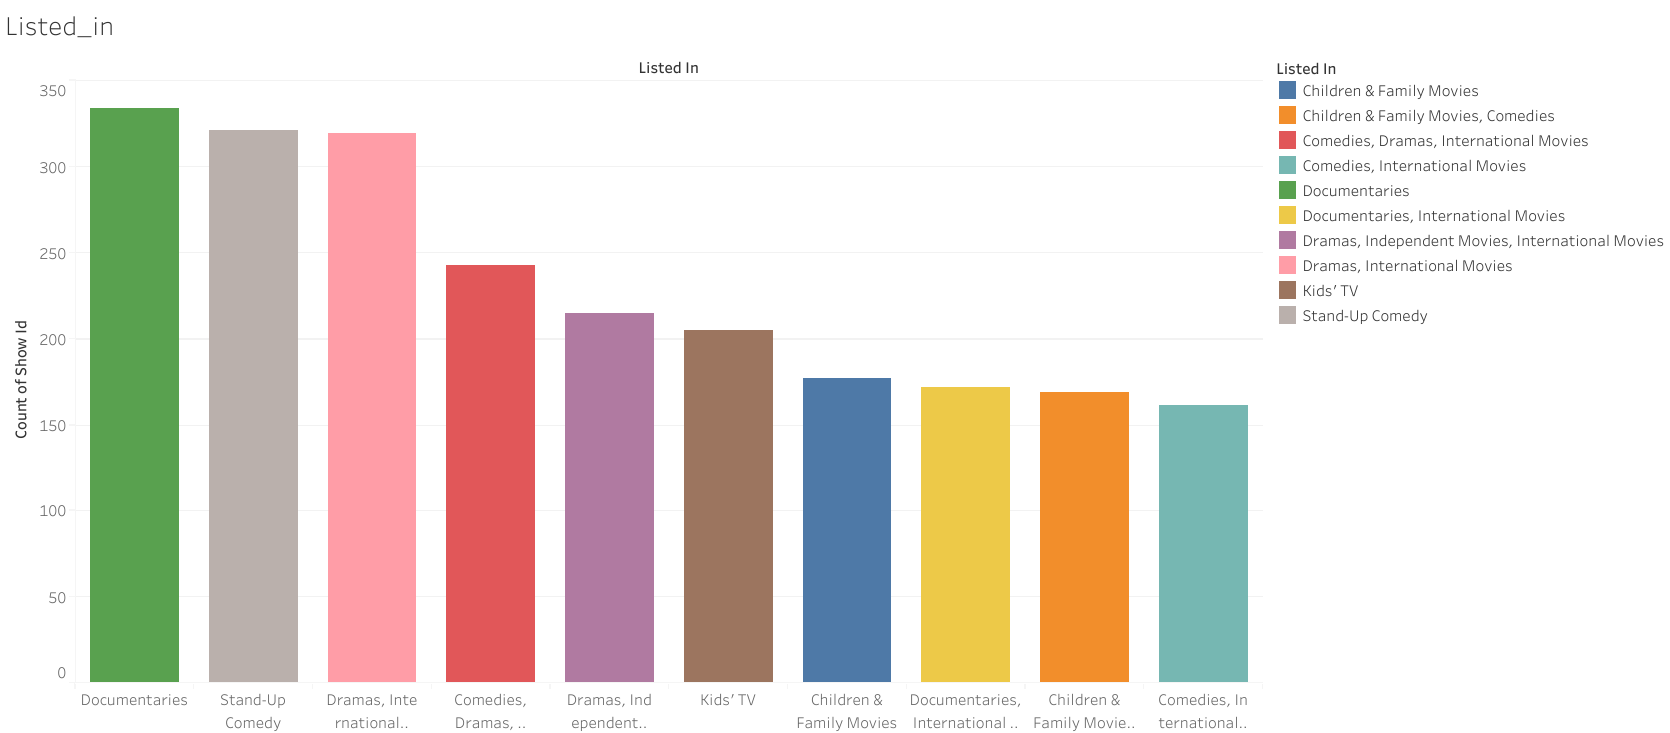 Listed_in
Listed In
350
300
250
200
150
100
50
0
Count of Show Id
Documentaries
Stand-Up
Comedy
Dramas, Inte
rnational..
Comedies,
Dramas, ..
Dramas, Ind
ependent..
Kids' TV
Children &
Family Movies
Documentaries,
International ..
Children &
Family Movie..
Comedies, In
ternational..
Listed In
Children & Family Movies
Children & Family Movies, Comedies
Comedies, Dramas, International Movies
Comedies, International Movies
Documentaries
Documentaries, International Movies
Dramas, Independent Movies, International Movies
Dramas, International Movies
Kids' TV
Stand-Up Comedy